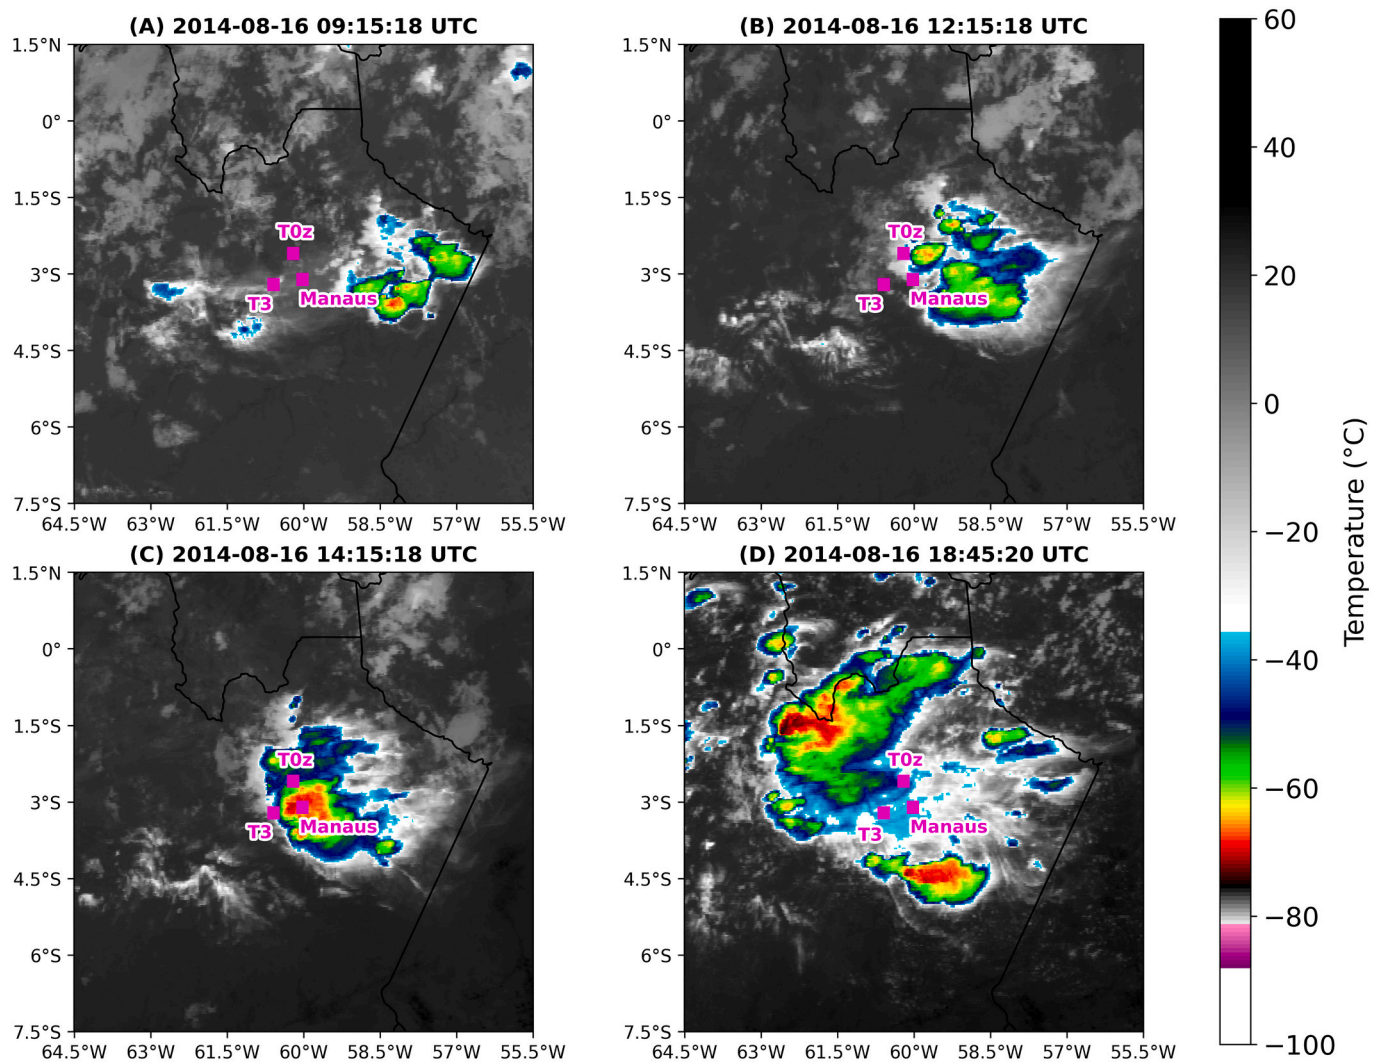 (A) 2014-08-16 09:15:18 UTC
1.5°N
0°
1.5°S
3°S
4.5°S
6°S
7.5°S
64.5°W 63°W 61.5°W 60°W 58.5°W 57°W 55.5°W
T0z
T3
Manaus
(B) 2014-08-16 12:15:18 UTC
1.5°N
0°
1.5°S
3°S
4.5°S
6°S
7.5°S
64.5°W 63°W 61.5°W 60°W 58.5°W 57°W 55.5°W
T0z
T3
Manaus
(C) 2014-08-16 14:15:18 UTC
1.5°N
0°
1.5°S
3°S
4.5°S
6°S
7.5°S
64.5°W 63°W 61.5°W 60°W 58.5°W 57°W 55.5°W
T0z
T3
Manaus
(D) 2014-08-16 18:45:20 UTC
1.5°N
0°
1.5°S
3°S
4.5°S
6°S
7.5°S
64.5°W 63°W 61.5°W 60°W 58.5°W 57°W 55.5°W
T0z
T3
Manaus
60
40
20
0
−20
−40
−60
−80
−100
Temperature (°C)